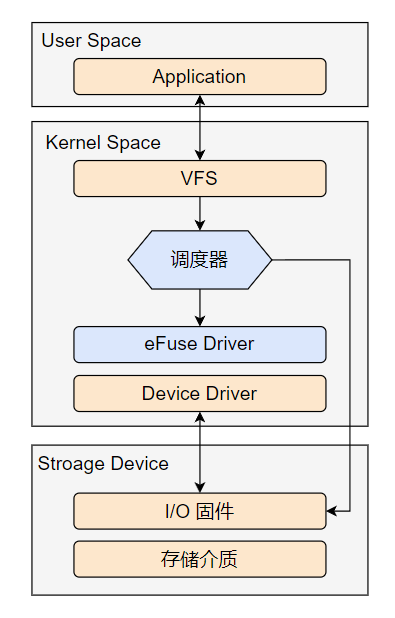 User Space
Application
Kernel Space
VFS
调度器
eFuse Driver
Device Driver
Stroage Device
I/O 固件
存储介质